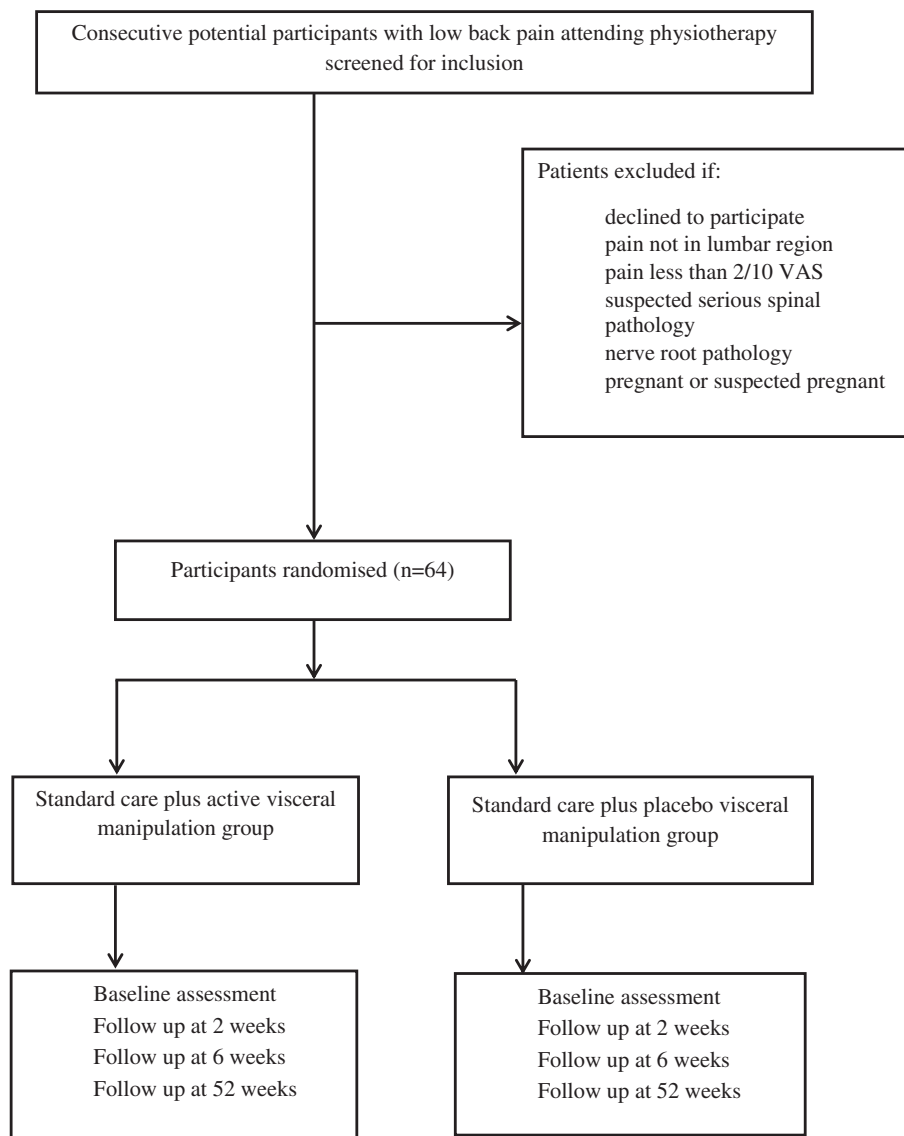 Consecutive potential participants with low back pain attending physiotherapy
screened for inclusion
Patients excluded if:
declined to participate
pain not in lumbar region
pain less than 2/10 VAS
suspected serious spinal
pathology
nerve root pathology
pregnant or suspected pregnant
Participants randomised (n=64)
Standard care plus active visceral
manipulation group
Standard care plus placebo visceral
manipulation group
Baseline assessment
Follow up at 2 weeks
Follow up at 6 weeks
Follow up at 52 weeks
Baseline assessment
Follow up at 2 weeks
Follow up at 6 weeks
Follow up at 52 weeks